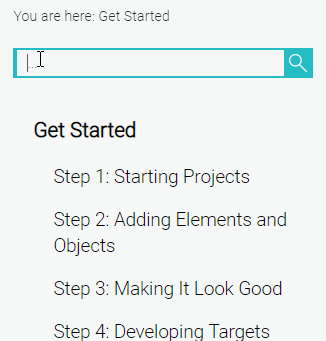 You are here: Get Started
...
Get Started
Step 1: Starting Projects
Step 2: Adding Elements and
Objects
Step 3: Making It Look Good
Step 4: Developing Targets